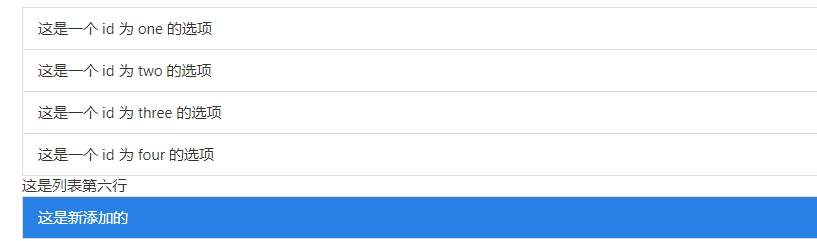 这是一个 id 为 one 的选项
这是一个 id 为 two 的选项
这是一个 id 为 three 的选项
这是一个 id 为 four 的选项
这是列表第六行
这是新添加的